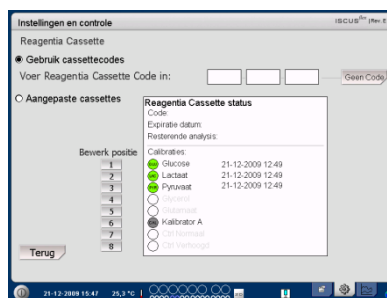 Instellingen en controle
ISCUS flex (Rev. E
Reagentia Cassette
Gebruik cassettecodes
Voer Reagentia Cassette Code in:
Geen Code
Aangepaste cassettes
Reagentia Cassette status
Code:
Expiratie datum:
Resterende analysis:
Bewerk positie
Calibraties:
1 Glucose 21-12-2009 12:49
2 Lactaat 21-12-2009 12:49
3 Pyruvaat 21-12-2009 12:49
4 Glycerol
5 Glutamaat
6 Kalibrator A
7 Ctrl Normaal
8 Ctrl Verhoogd
Terug
21-12-2009 15:47 25,3 °C